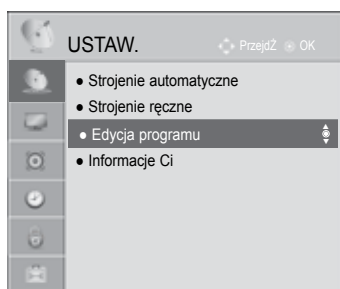 USTAW.
PrzejdŹ OK
● Strojenie automatyczne
● Strojenie ręczne
● Edycja programu
● Informacje Ci